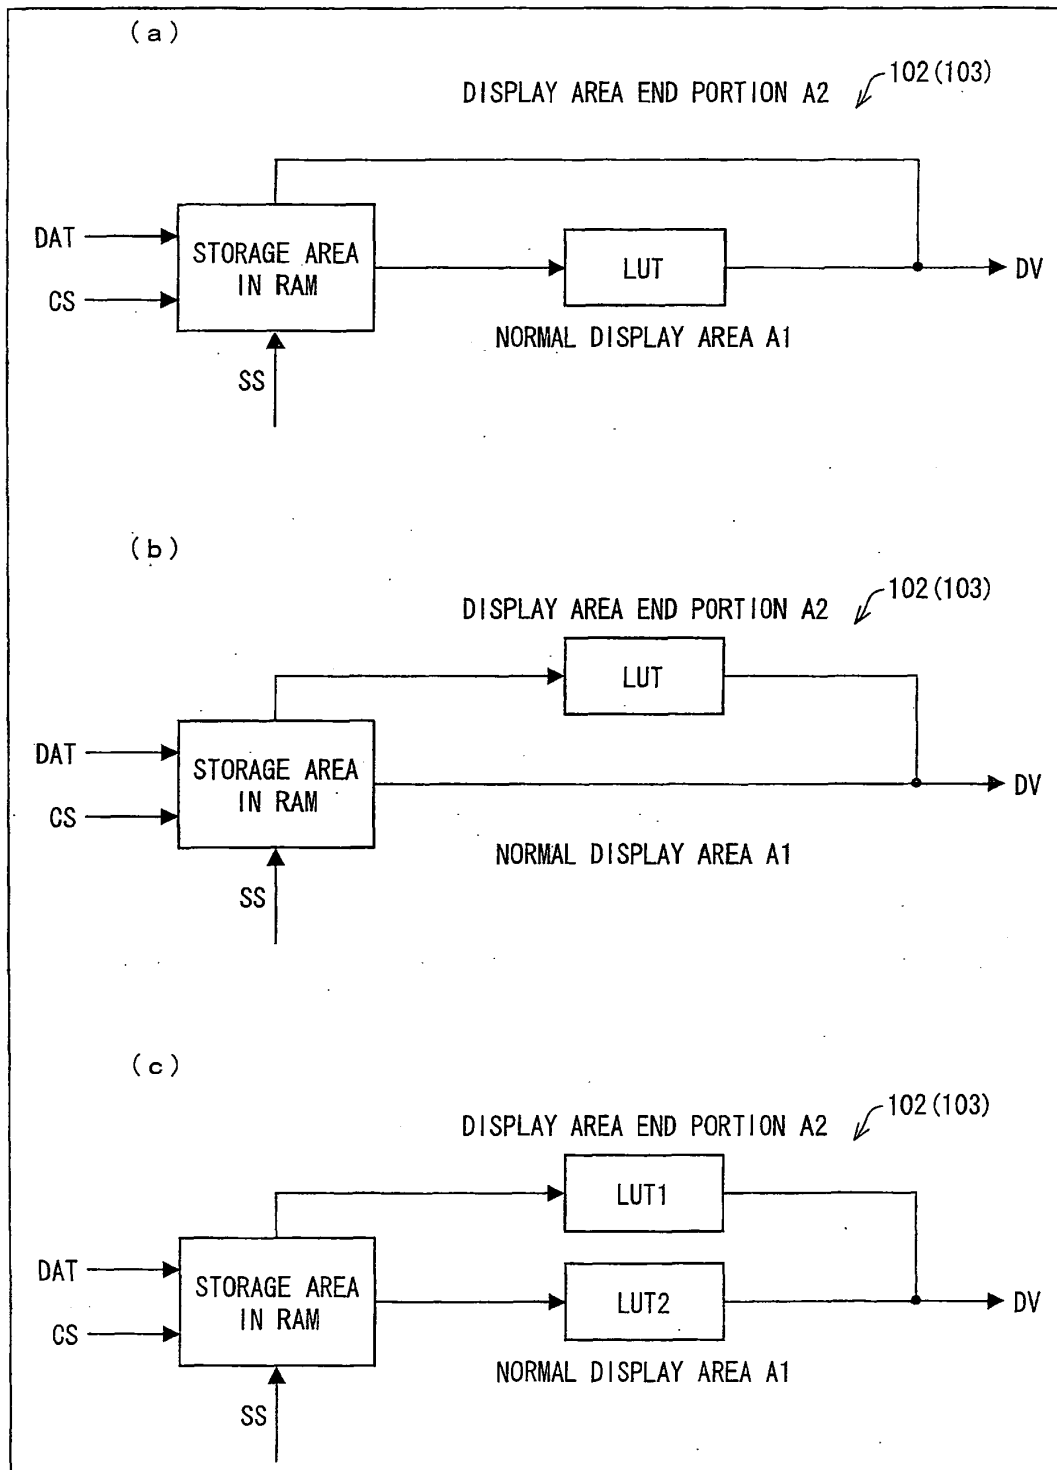 (a)
102(103)
DISPLAY AREA END PORTION A2
DAT
STORAGE AREA
IN RAM
LUT
DV
CS
NORMAL DISPLAY AREA A1
SS
(b)
102(103)
DISPLAY AREA END PORTION A2
LUT
DAT
STORAGE AREA
IN RAM
DV
CS
NORMAL DISPLAY AREA A1
SS
(c)
102(103)
DISPLAY AREA END PORTION A2
LUT1
DAT
STORAGE AREA
IN RAM
LUT2
DV
CS
NORMAL DISPLAY AREA A1
SS